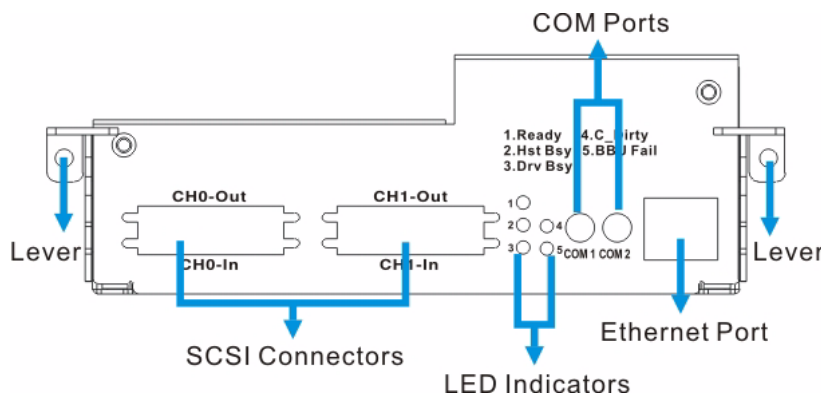 COM Ports
1.Ready 4.C_Dirty
2.Hst Bsy 5.BBU Fail
3.Drv Bsy
CH0-Out
CH1-Out
1
2
3
4
5
COM 1
COM 2
Lever
CH0-In
CH1-In
Lever
Ethernet Port
SCSI Connectors
LED Indicators